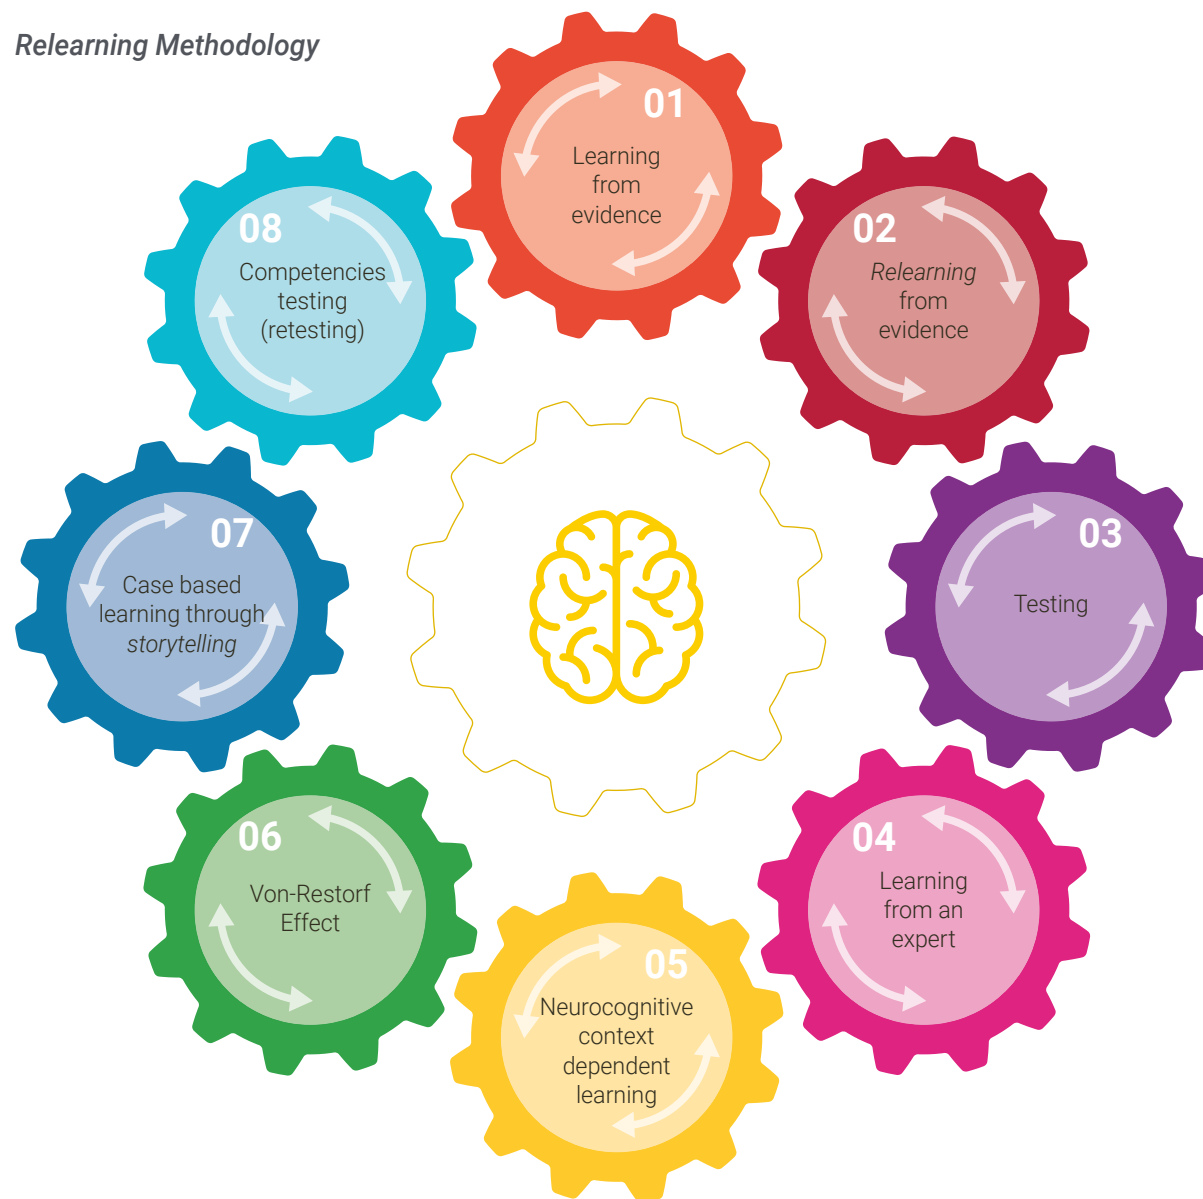 Relearning Methodology
01
Learning
from
evidence
02
Relearning
from
evidence
03
Testing
04
Learning
from an
expert
05
Neurocognitive
context
dependent
learning
06
Von-Restorf
Effect
07
Case based
learning through
storytelling
08
Competencies
testing
(retesting)